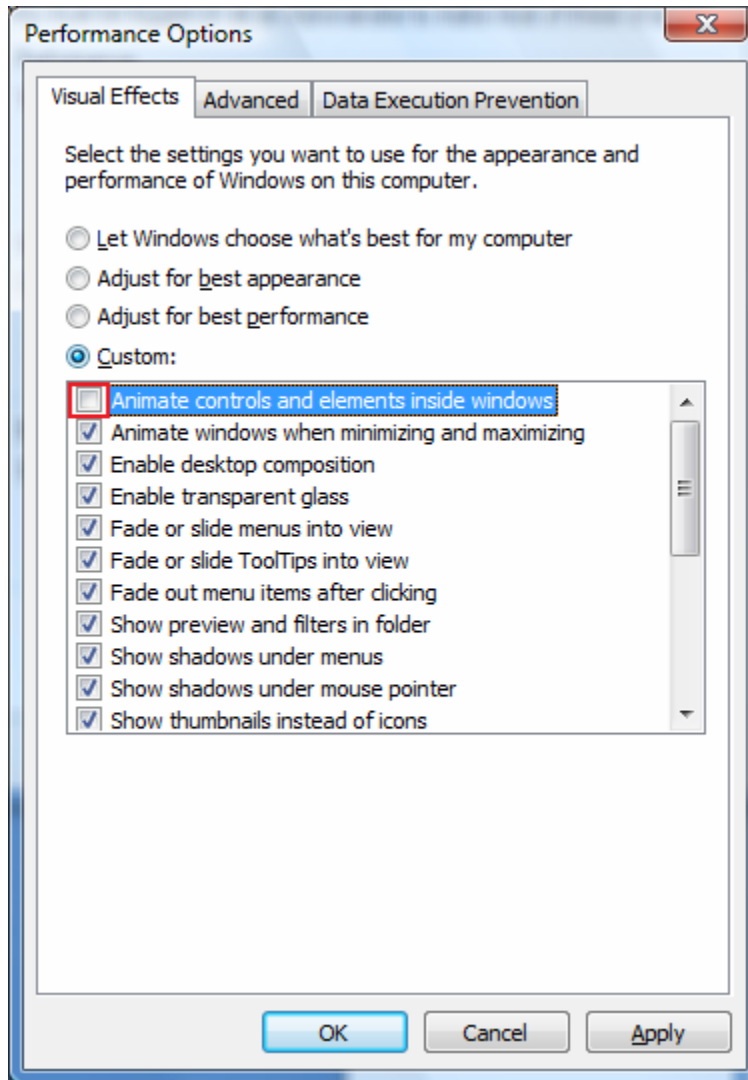 Performance Options
Visual Effects
Advanced
Data Execution Prevention
Select the settings you want to use for the appearance and
performance of Windows on this computer.
Let Windows choose what's best for my computer
Adjust for best appearance
Adjust for best performance
Custom:
Animate controls and elements inside windows
Animate windows when minimizing and maximizing
Enable desktop composition
Enable transparent glass
Fade or slide menus into view
Fade or slide ToolTips into view
Fade out menu items after clicking
Show preview and filters in folder
Show shadows under menus
Show shadows under mouse pointer
Show thumbnails instead of icons
OK
Cancel
Apply